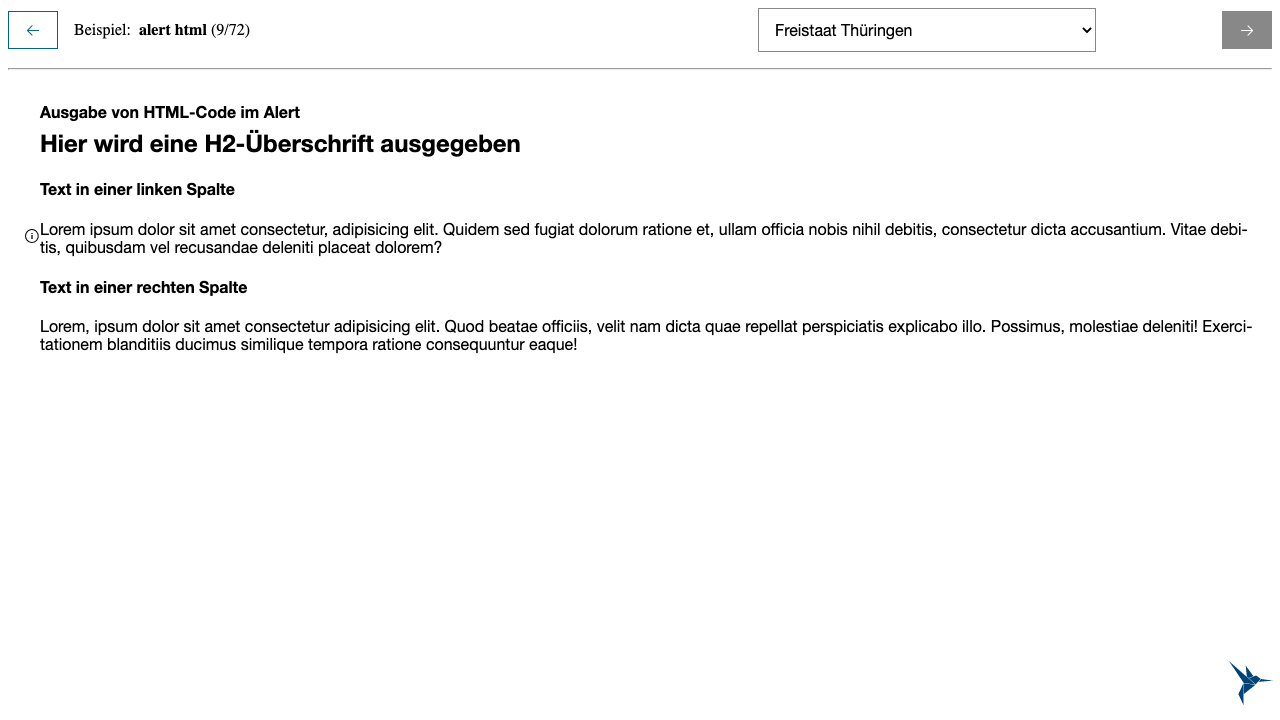 Beispiel: alert html (9/72)
Freistaat Thüringen
Ausgabe von HTML-Code im Alert
Hier wird eine H2-Überschrift ausgegeben
Text in einer linken Spalte
Lorem ipsum dolor sit amet consectetur, adipisicing elit. Quidem sed fugiat dolorum ratione et, ullam officia nobis nihil debitis, consectetur dicta accusantium. Vitae debi-
tis, quibusdam vel recusandae deleniti placeat dolorem?
Text in einer rechten Spalte
Lorem, ipsum dolor sit amet consectetur adipisicing elit. Quod beatae officiis, velit nam dicta quae repellat perspiciatis explicabo illo. Possimus, molestiae deleniti! Exerci-
tationem blanditiis ducimus similique tempora ratione consequuntur eaque!